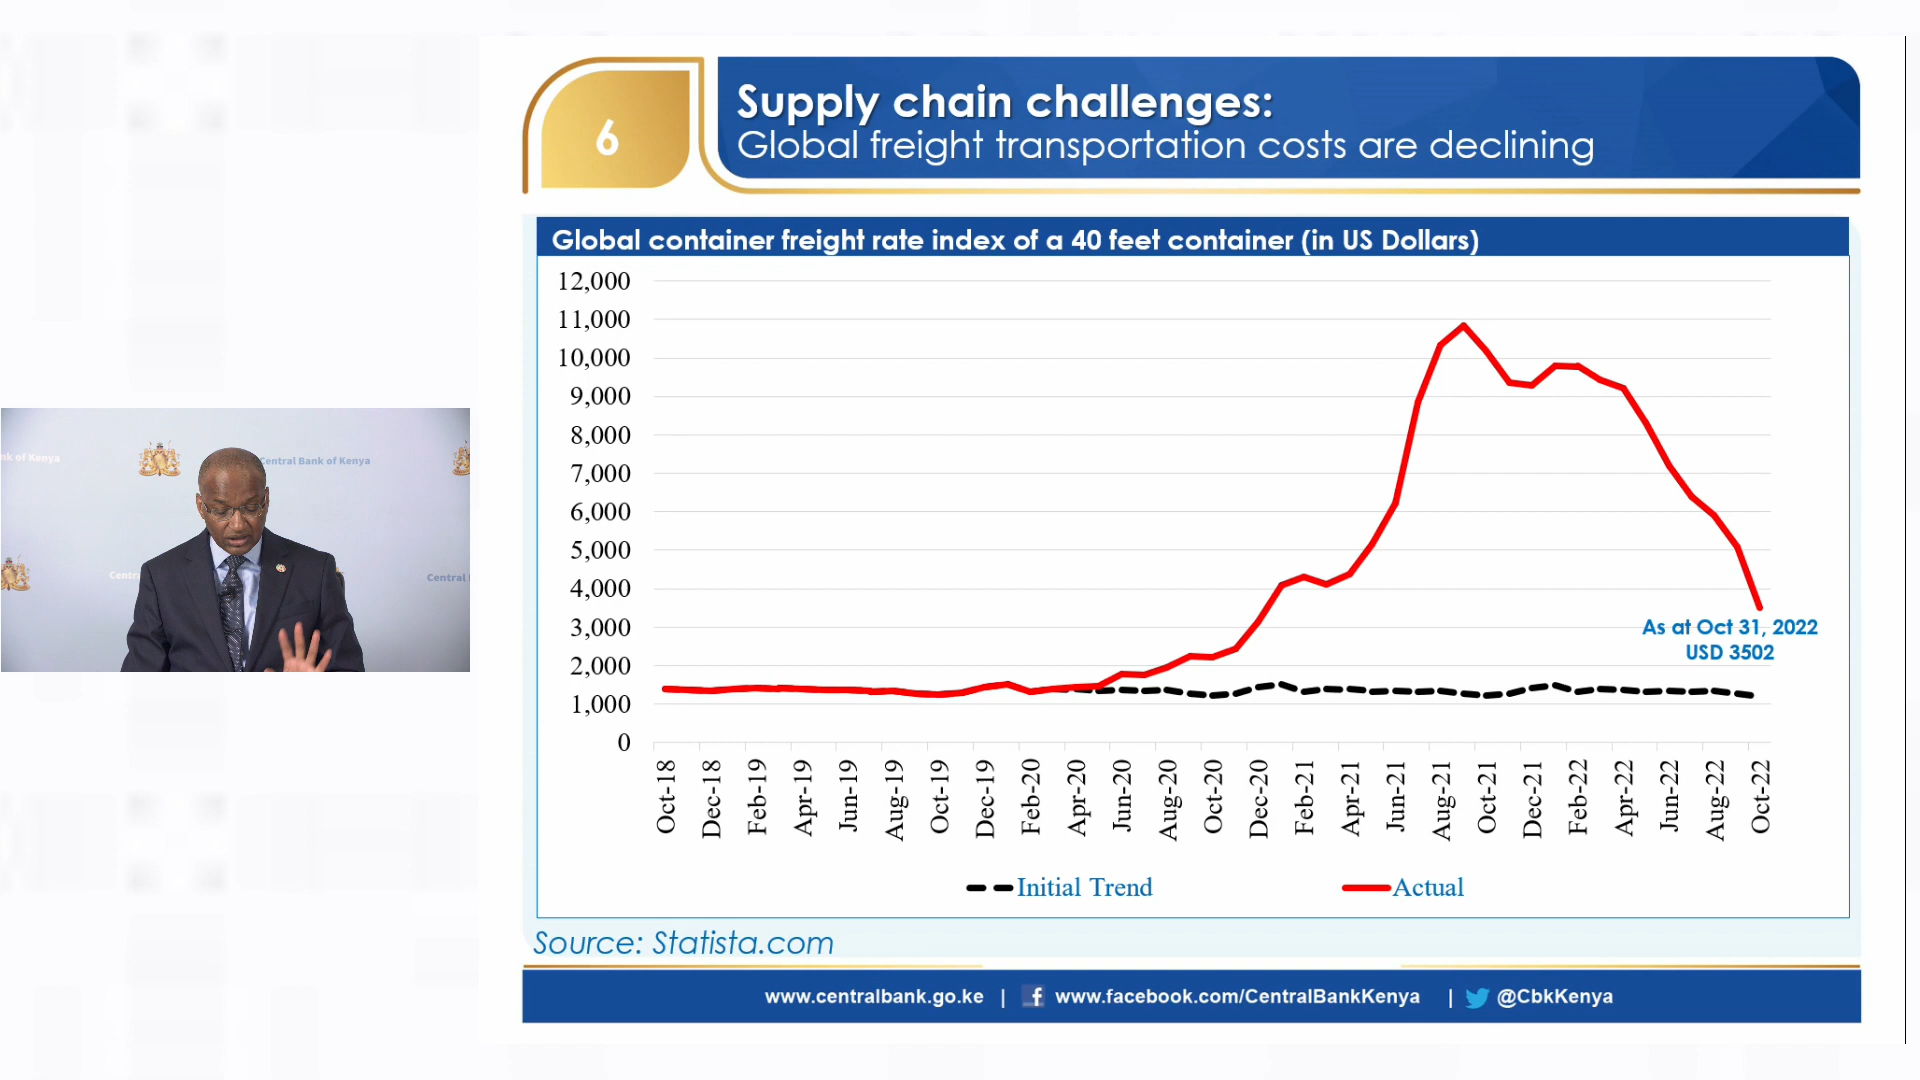 6
Supply chain challenges:
Global freight transportation costs are declining
Global container freight rate index of a 40 feet container (in US Dollars)
12,000
11,000
10,000
9,000
8,000
7,000
6,000
5,000
4,000
3,000
2,000
1,000
0
As at Oct 31, 2022
USD 3502
Oct-18
Dec-18
Feb-19
Apr-19
Jun-19
Aug-19
Oct-19
Dec-19
Feb-20
Apr-20
Jun-20
Aug-20
Oct-20
Dec-20
Feb-21
Apr-21
Jun-21
Aug-21
Oct-21
Dec-21
Feb-22
Apr-22
Jun-22
Aug-22
Oct-22
Initial Trend
Actual
Source: Statista.com
www.centralbank.go.ke | f www.facebook.com/CentralBankKenya | @CbkKenya
nk of Kenya
Central Bank of Kenya
Centr
Central